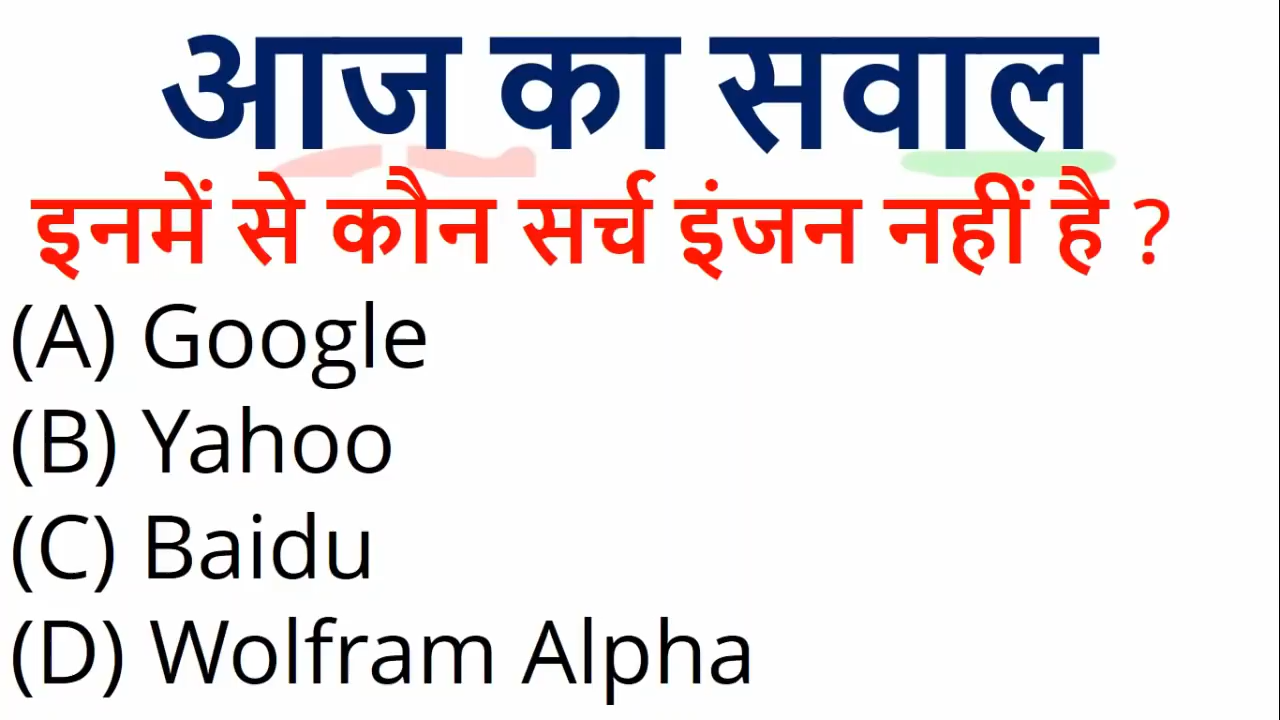 आज का सवाल
इनमें से कौन सर्च इंजन नहीं है ?
(A) Google
(B) Yahoo
(C) Baidu
(D) Wolfram Alpha